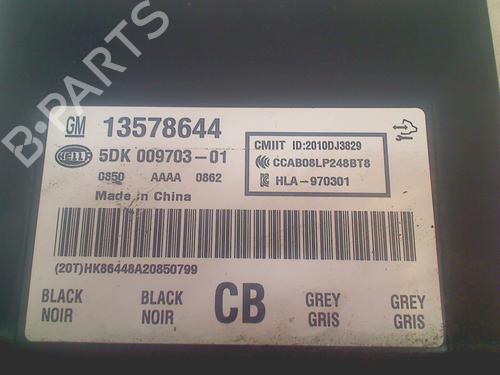 B-PARTS
GM 13578644
HELLA 5DK 009703-01
0850 AAAA 0862
Made in China
CMIIT ID:2010DJ3829
CCAB08LP248BT8
HLA-970301
(20T)HK86448A20850799
BLACK BLACK CB GREY GREY
NOIR NOIR GRIS GRIS